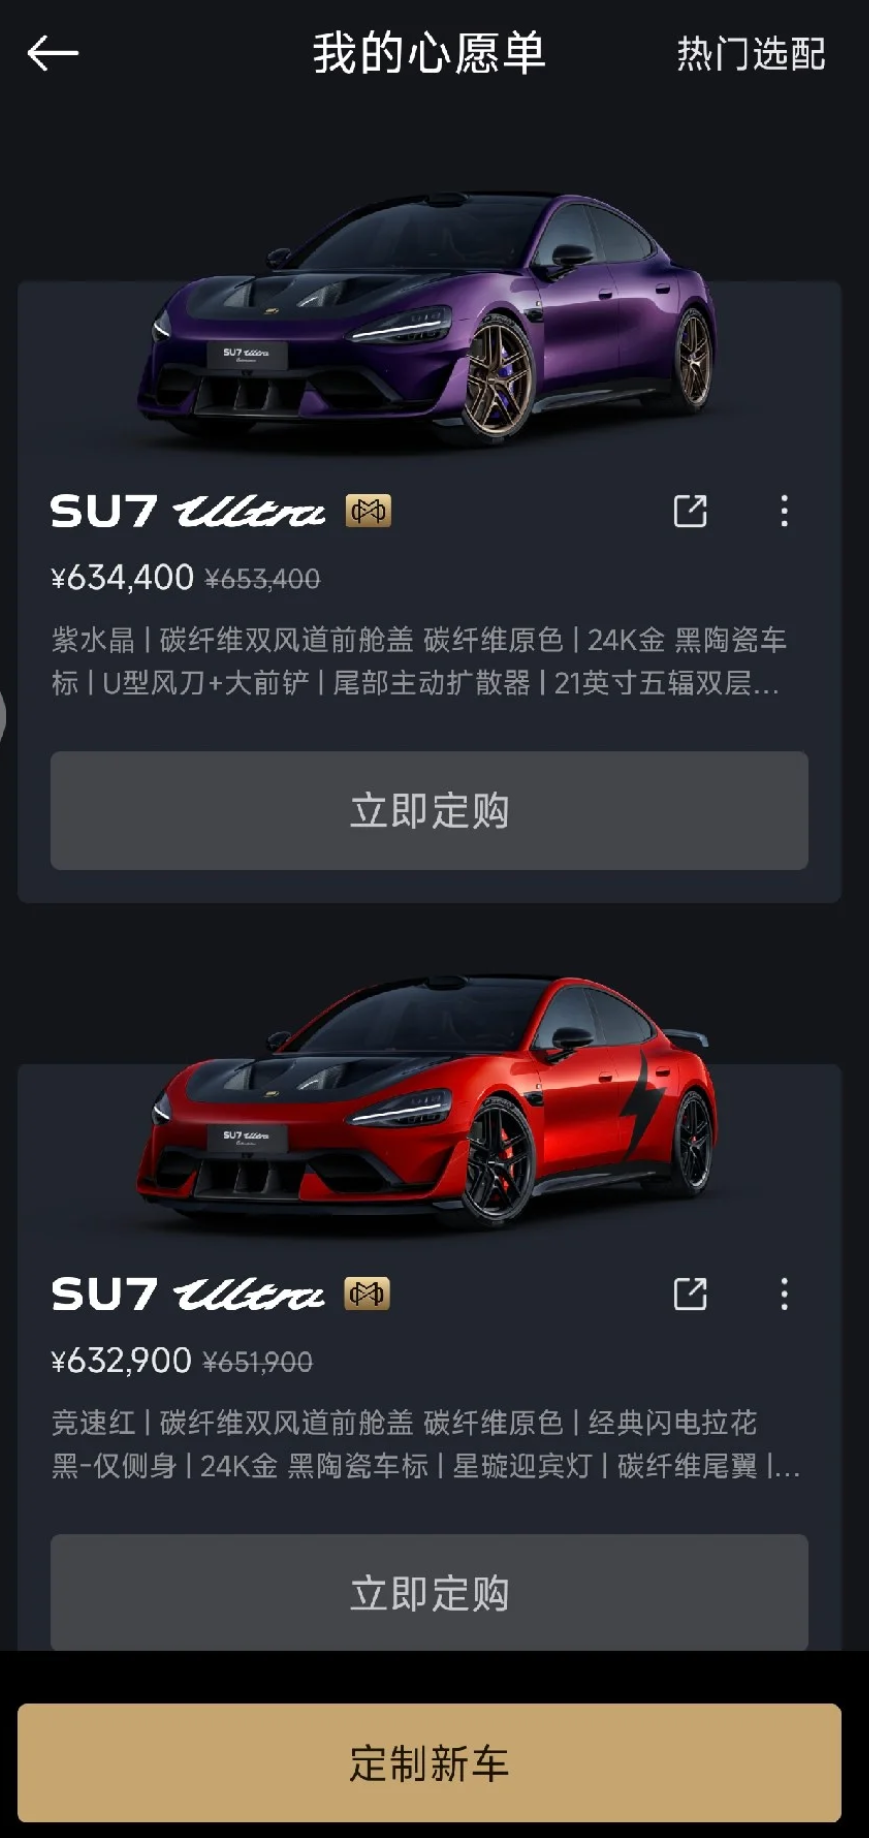 我的心愿单
热门选配
SU7 Ultra
SU7 Ultra
¥634,400 ¥653,400
紫水晶 | 碳纤维双风道前舱盖 碳纤维原色 | 24K金 黑陶瓷车
标 | U型风刀+大前铲 | 尾部主动扩散器 | 21英寸五辐双层...
立即定购
SU7 Ultra
SU7 Ultra
¥632,900 ¥651,900
竞速红 | 碳纤维双风道前舱盖 碳纤维原色 | 经典闪电拉花
黑-仅侧身 | 24K金 黑陶瓷车标 | 星璇迎宾灯 | 碳纤维尾翼 |...
立即定购
定制新车